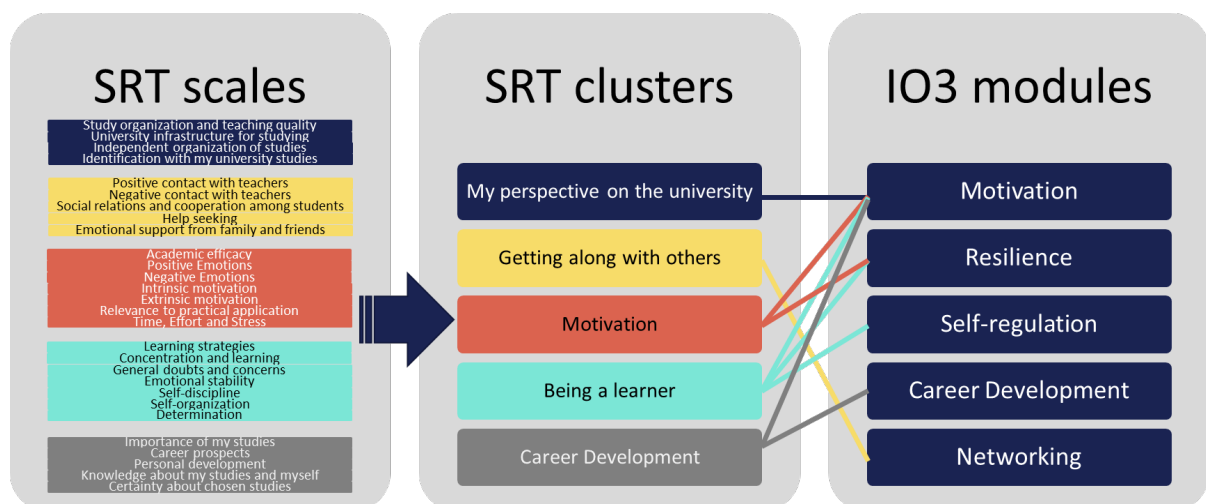 SRT scales
Study organization and teaching quality
University infrastructure for studying
Independent organization of studies
Identification with my university studies
Positive contact with teachers
Negative contact with teachers
Social relations and cooperation among students
Help seeking
Emotional support from family and friends
Academic efficacy
Positive Emotions
Negative Emotions
Intrinsic motivation
Extrinsic motivation
Relevance to practical application
Time, Effort and Stress
Learning strategies
Concentration and learning
General doubts and concerns
Emotional stability
Self-discipline
Self-organization
Determination
Importance of my studies
Career prospects
Personal development
Knowledge about my studies and myself
Certainty about chosen studies
SRT clusters
My perspective on the university
Getting along with others
Motivation
Being a learner
Career Development
IO3 modules
Motivation
Resilience
Self-regulation
Career Development
Networking